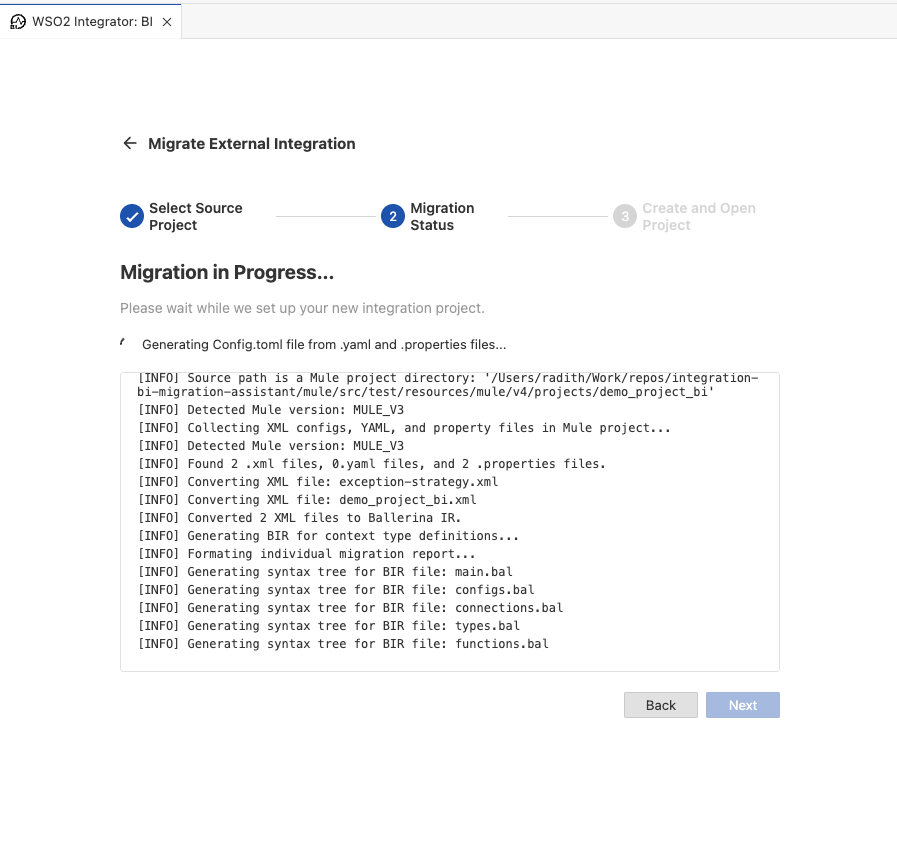 WSO2 Integrator: BI
Migrate External Integration
Select Source
Project
2
Migration
Status
3
Create and Open
Project
Migration in Progress...
Please wait while we set up your new integration project.
Generating Config.toml file from .yaml and .properties files...
[INFO] Source path is a Mule project directory: '/Users/radith/Work/repos/integration-
bi-migration-assistant/mule/src/test/resources/mule/v4/projects/demo_project_bi'
[INFO] Detected Mule version: MULE_V3
[INFO] Collecting XML configs, YAML, and property files in Mule project...
[INFO] Detected Mule version: MULE_V3
[INFO] Found 2 .xml files, 0.yaml files, and 2 .properties files.
[INFO] Converting XML file: exception-strategy.xml
[INFO] Converting XML file: demo_project_bi.xml
[INFO] Converted 2 XML files to Ballerina IR.
[INFO] Generating BIR for context type definitions...
[INFO] Formating individual migration report...
[INFO] Generating syntax tree for BIR file: main.bal
[INFO] Generating syntax tree for BIR file: configs.bal
[INFO] Generating syntax tree for BIR file: connections.bal
[INFO] Generating syntax tree for BIR file: types.bal
[INFO] Generating syntax tree for BIR file: functions.bal
Back
Next